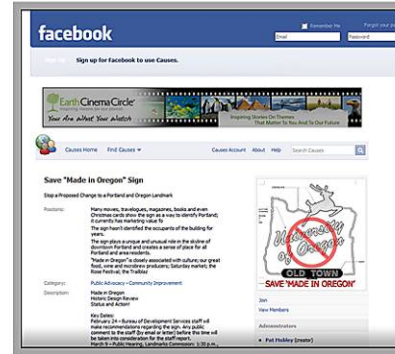 facebook
Remember Me
Forgot your
Email
Password
Sign up for Facebook to use Causes.
Earth Cinema Circle
You Are What You Watch
Inspiring Stories On Themes
That Matter To You And To Our Future
Causes Home Find Causes
Causes Account About Help Search Causes
Save "Made in Oregon" Sign
Stop a Proposed Change to a Portland and Oregon Landmark
Positions:
Many movies, travelogues, magazines, books and even
Christmas cards show the sign as a way to identify Portland;
it currently has marketing value fo
The sign hasn't identified the occupants of the building for
years.
The sign plays a unique and unusual role in the skyline of
downtown Portland and creates a sense of place for all
Portland and area residents.
"Made in Oregon" is closely associated with culture; our great
food, wine and microbrew producers; Saturday market; the
Rose Festival; the Trailblaz
Category:
Public Advocacy - Community Improvement
Description:
Made in Oregon
Historic Design Review
Status and Action!
Key Dates:
February 24 - Bureau of Development Services staff will
make recommendations regarding the sign. Any public
comment to the staff (by email or letter) before this time will
be taken into consideration for the staff report.
March 9 - Public Hearing, Landmarks Commission: 1:30 p.m.,
University
of Oregon
OLD TOWN
SAVE 'MADE IN OREGON'
Join
View Members
Administrators
Pat Mobley (creator)